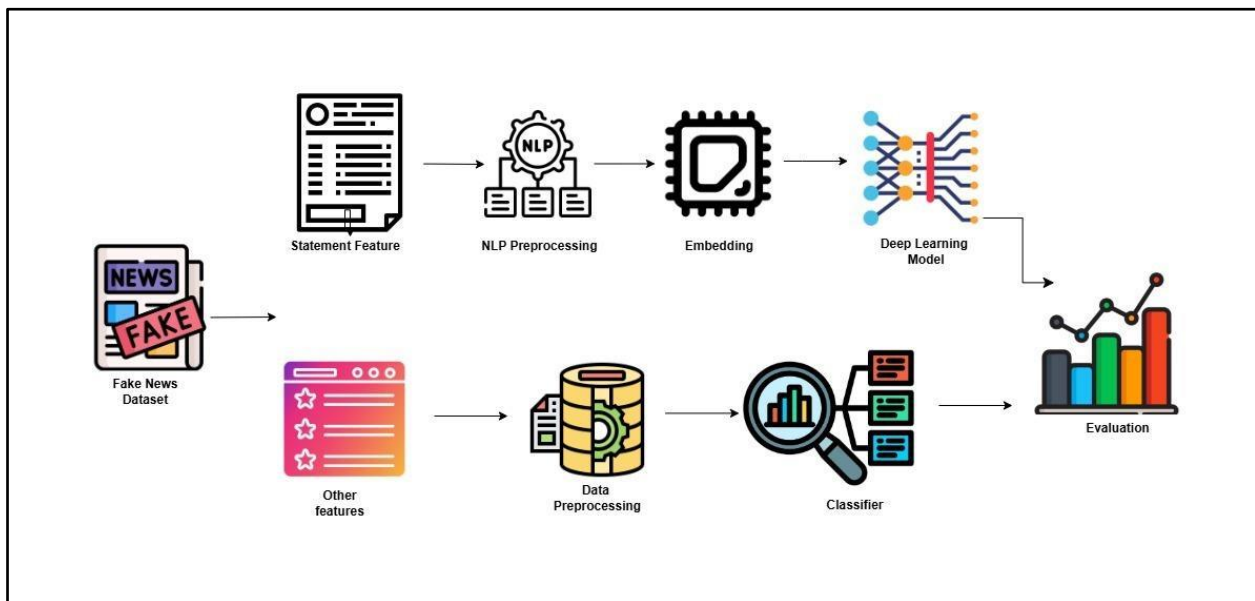 NLP
Statement Feature
NLP Preprocessing
Embedding
Deep Learning
Model
NEWS
FAKE
Fake News
Dataset
Other
features
Data
Preprocessing
Classifier
Evaluation